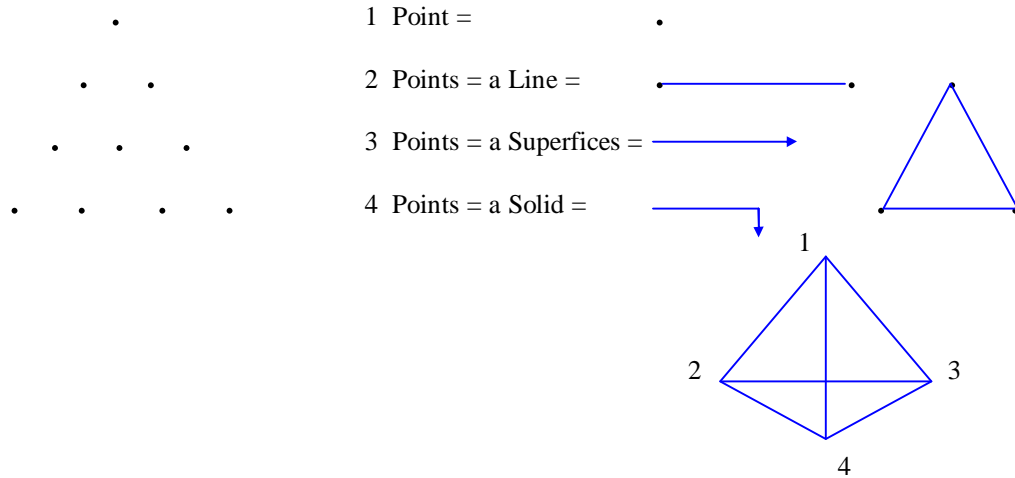 1 Point =
2 Points = a Line =
3 Points = a Superfices =
4 Points = a Solid =
1
2
3
4